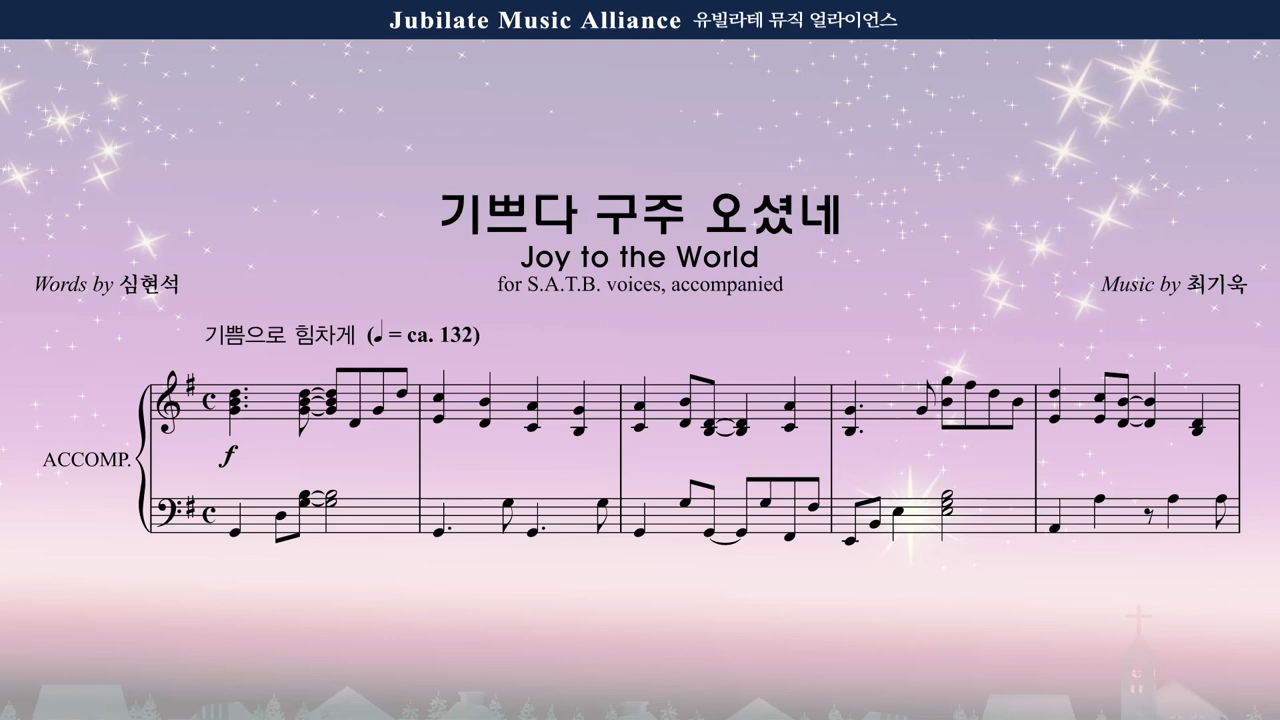 Jubilate Music Alliance 유빌라테 뮤직 얼라이언스
기쁘다 구주 오셨네
Joy to the World
for S.A.T.B. voices, accompanied
Words by 심현석
Music by 최기욱
기쁨으로 힘차게 (♩ = ca. 132)
f
ACCOMP.